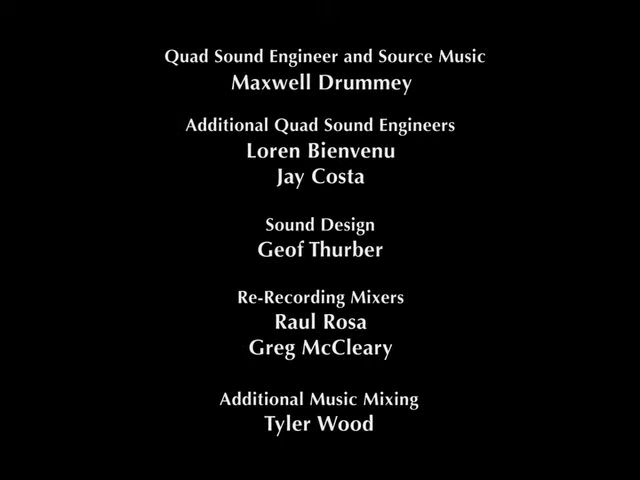 Quad Sound Engineer and Source Music
Maxwell Drummey
Additional Quad Sound Engineers
Loren Bienvenu
Jay Costa
Sound Design
Geof Thurber
Re-Recording Mixers
Raul Rosa
Greg McCleary
Additional Music Mixing
Tyler Wood